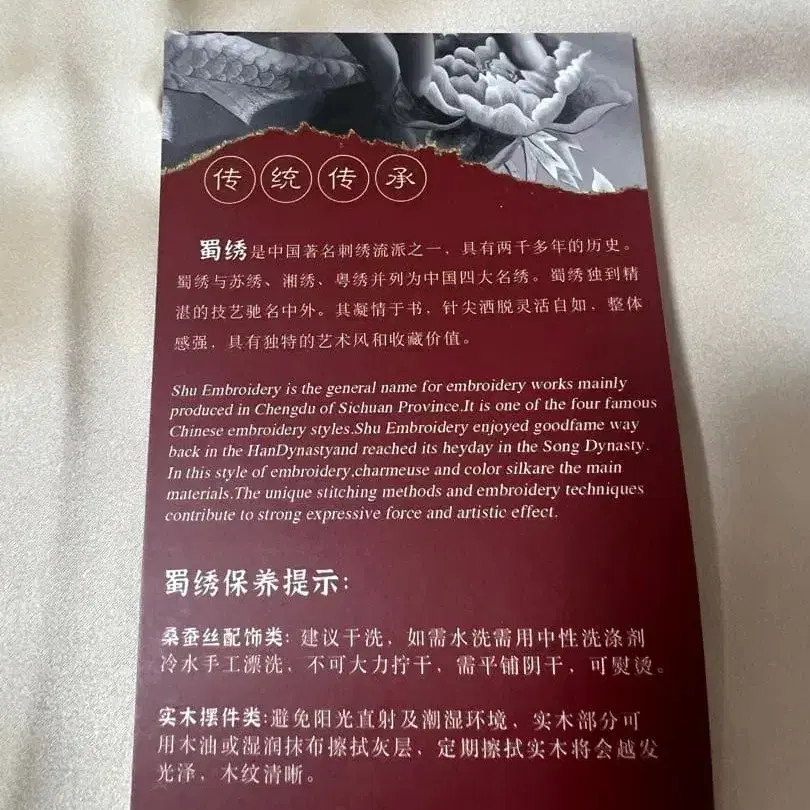 传统传承
蜀绣是中国著名刺绣流派之一，具有两千多年的历史。
蜀绣与苏绣、湘绣、粤绣并列为中国四大名绣。蜀绣独到精
湛的技艺驰名中外。其凝情于书，针尖洒脱灵活自如，整体
感强，具有独特的艺术风和收藏价值。
Shu Embroidery is the general name for embroidery works mainly
produced in Chengdu of Sichuan Province.It is one of the four famous
Chinese embroidery styles.Shu Embroidery enjoyed goodfame way
back in the HanDynastyand reached its heyday in the Song Dynasty.
In this style of embroidery,charmeuse and color silkare the main
materials.The unique stitching methods and embroidery techniques
contribute to strong expressive force and artistic effect.
蜀绣保养提示：
桑蚕丝配饰类：建议干洗，如需水洗需用中性洗涤剂
冷水手工漂洗，不可大力拧干，需平铺阴干，可熨烫。
实木摆件类：避免阳光直射及潮湿环境，实木部分可
用木油或湿润抹布擦拭灰层，定期擦拭实木将会越发
光泽，木纹清晰。